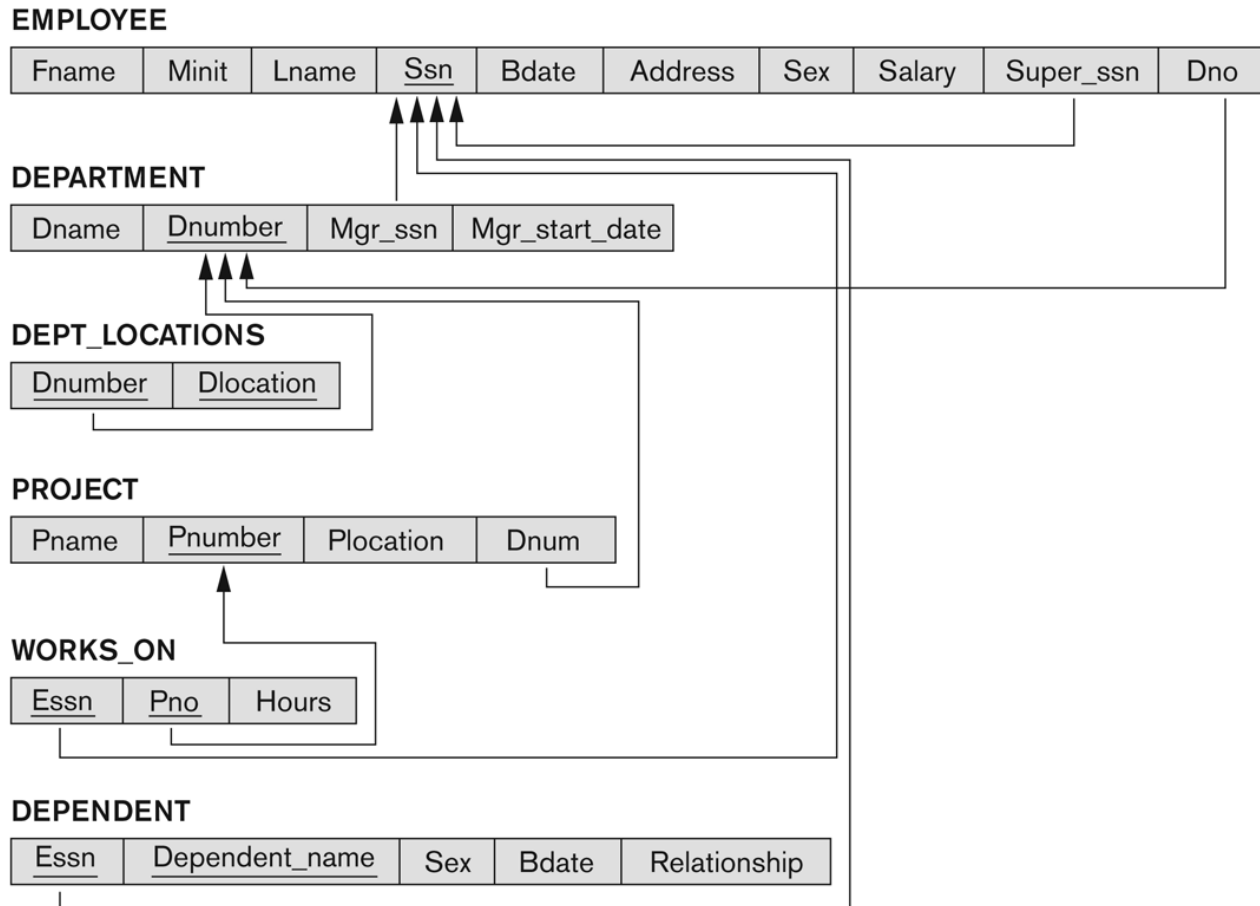 EMPLOYEE
Fname Minit Lname Ssn Bdate Address Sex Salary Super_ssn Dno
DEPARTMENT
Dname Dnumber Mgr_ssn Mgr_start_date
DEPT_LOCATIONS
Dnumber Dlocation
PROJECT
Pname Pnumber Plocation Dnum
WORKS_ON
Essn Pno Hours
DEPENDENT
Essn Dependent_name Sex Bdate Relationship